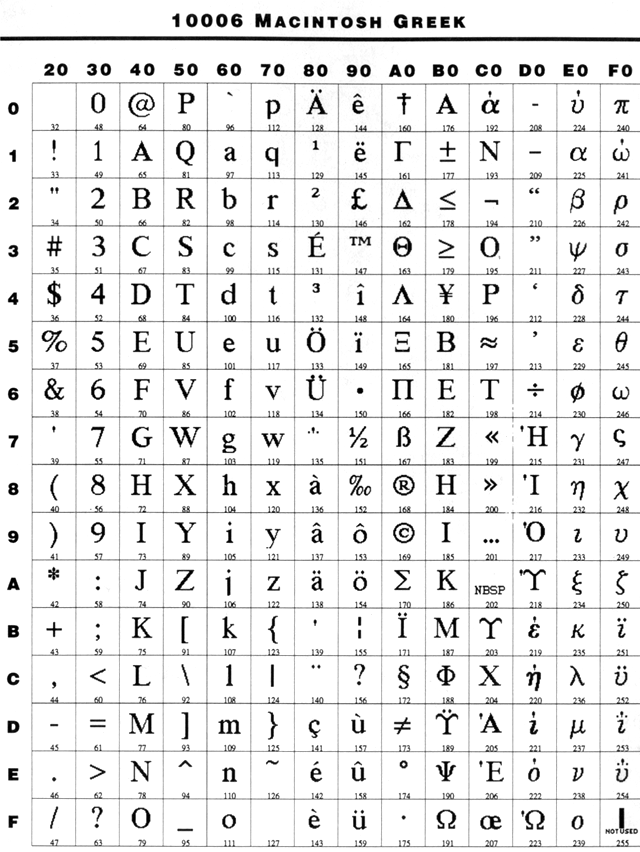 10006 MACINTOSH GREEK
20 30 40 50 60 70 80 90 A0 B0 C0 D0 E0 F0
0 0 @ P ` p Ä ê † Α ά - ύ π
32 48 64 80 96 112 128 144 160 176 192 208 224 240
1 ! 1 A Q a q ¹ ë Γ ± Ν – α ώ
33 49 65 81 97 113 129 145 161 177 193 209 225 241
2 " 2 B R b r ² £ Δ ≤ ¬ “ β ρ
34 50 66 82 98 114 130 146 162 178 194 210 226 242
3 # 3 C S c s É ™ Θ ≥ Ο ” ψ σ
35 51 67 83 99 115 131 147 163 179 195 211 227 243
4 $ 4 D T d t ³ î Λ ¥ Ρ ‘ δ τ
36 52 68 84 100 116 132 148 164 180 196 212 228 244
5 % 5 E U e u Ö ï Ξ Β ≈ ’ ε θ
37 53 69 85 101 117 133 149 165 181 197 213 229 245
6 & 6 F V f v Ü • Π Ε Τ ÷ φ ω
38 54 70 86 102 118 134 150 166 182 198 214 230 246
7 ' 7 G W g w ΅ ½ ß Ζ « Ή γ ς
39 55 71 87 103 119 135 151 167 183 199 215 231 247
8 ( 8 H X h x à ‰ ® Η » Ί η χ
40 56 72 88 104 120 136 152 168 184 200 216 232 248
9 ) 9 I Y i y â ô © Ι … Ό ι υ
41 57 73 89 105 121 137 153 169 185 201 217 233 249
A * : J Z j z ä ö Σ Κ NBSP Ύ ξ ζ
42 58 74 90 106 122 138 154 170 186 202 218 234 250
B + ; K [ k { ΄ ¦ Ϊ Μ Υ έ κ ϊ
43 59 75 91 107 123 139 155 171 187 203 219 235 251
C , < L \ l | ¨ ? § Φ Χ ή λ ϋ
44 60 76 92 108 124 140 156 172 188 204 220 236 252
D - = M ] m } ç ù ≠ Ϋ Ά ί μ ΐ
45 61 77 93 109 125 141 157 173 189 205 221 237 253
E . > N ^ n ~ é û ° Ψ Έ ό ν ΰ
46 62 78 94 110 126 142 158 174 190 206 222 238 254
F / ? O _ o è ü · Ω œ Ώ ο NOT USED
47 63 79 95 111 127 143 159 175 191 207 223 239 255